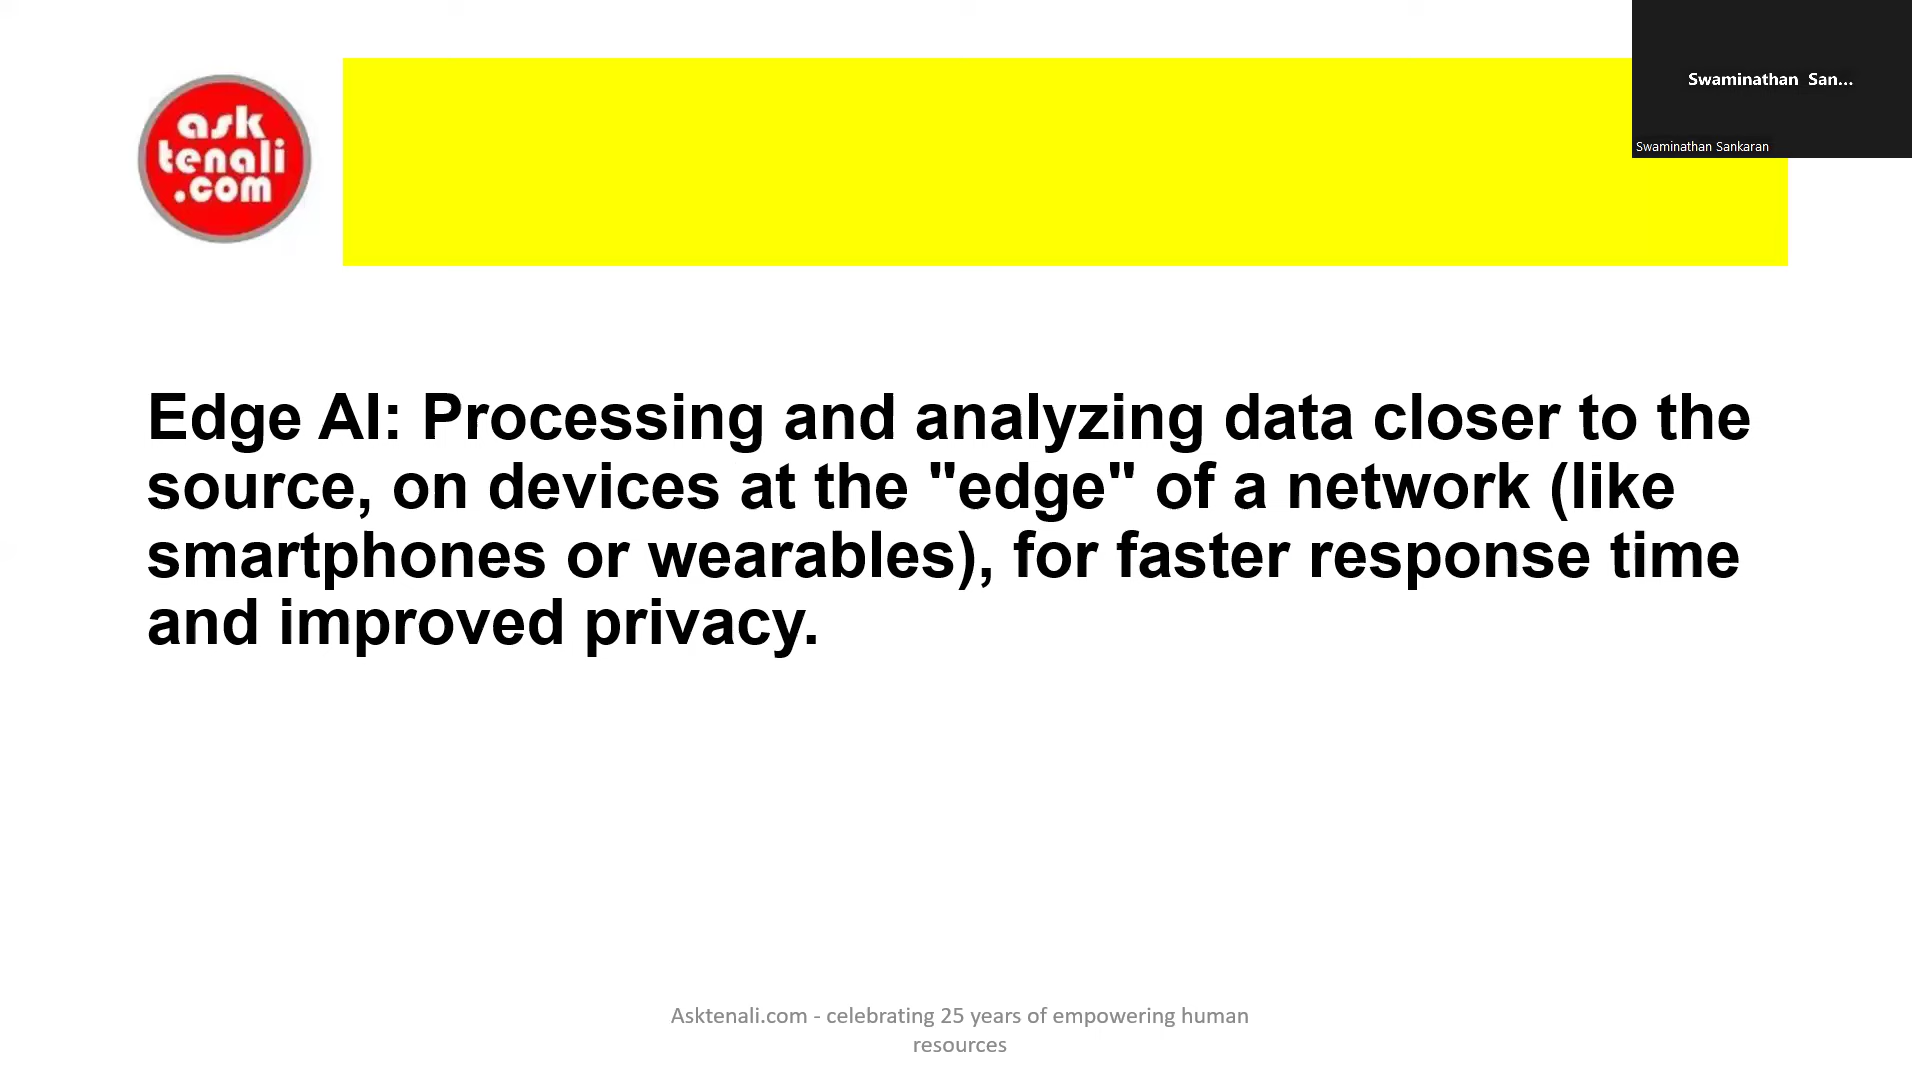 ask
tenali
.com
Swaminathan San...
Swaminathan Sankaran
Edge AI: Processing and analyzing data closer to the
source, on devices at the "edge" of a network (like
smartphones or wearables), for faster response time
and improved privacy.
Asktenali.com - celebrating 25 years of empowering human
resources